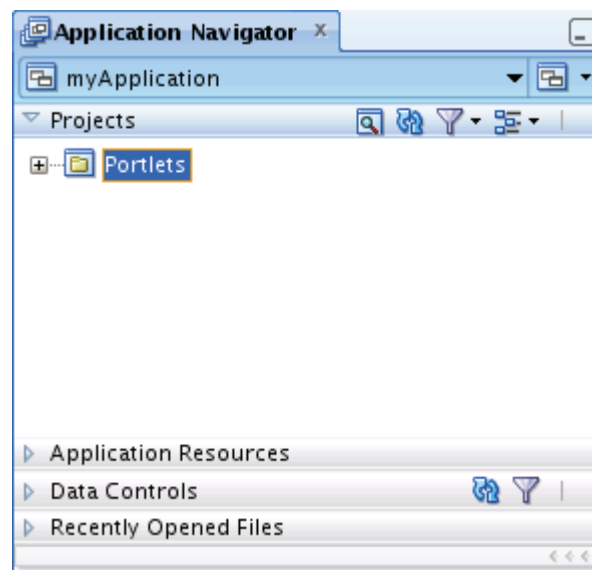 Application Navigator
myApplication
Projects
Portlets
Application Resources
Data Controls
Recently Opened Files